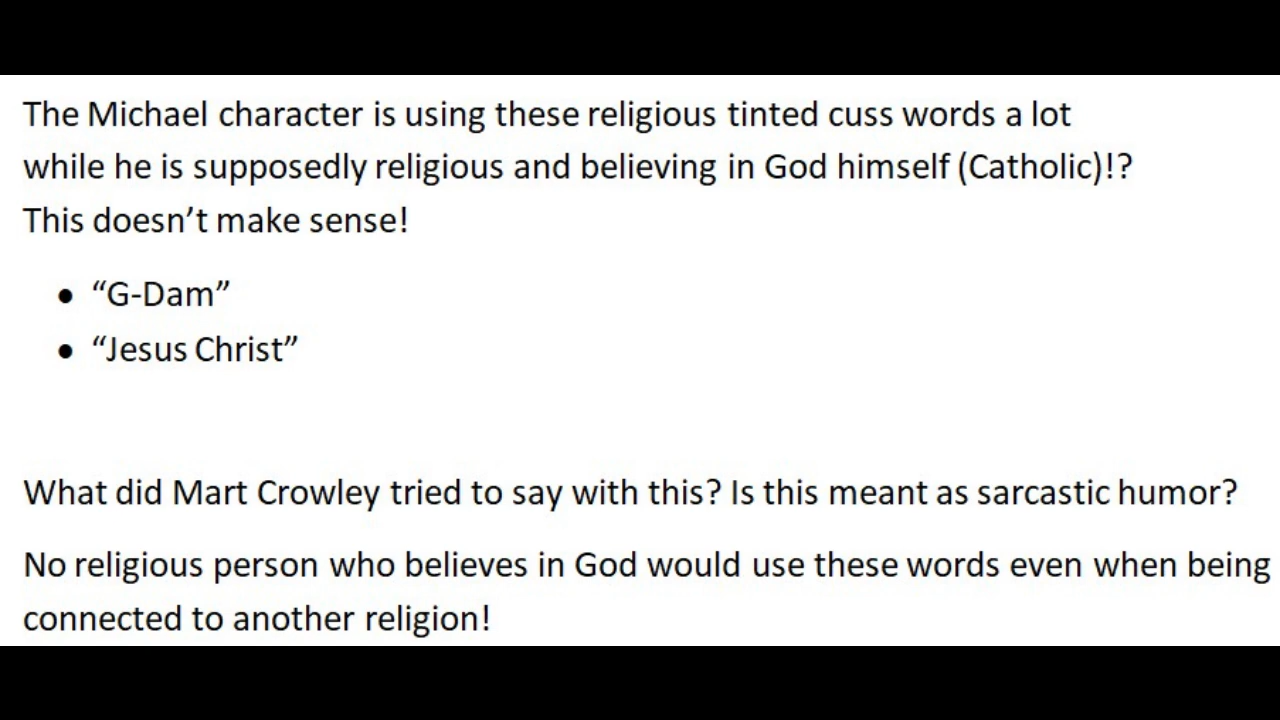 The Michael character is using these religious tinted cuss words a lot
while he is supposedly religious and believing in God himself (Catholic)!?
This doesn’t make sense!
• “G-Dam”
• “Jesus Christ”
What did Mart Crowley tried to say with this? Is this meant as sarcastic humor?
No religious person who believes in God would use these words even when being
connected to another religion!